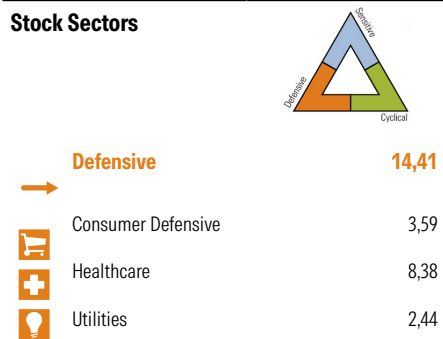 Stock Sectors
Sensitive
Defensive
Cyclical
Defensive 14,41
Consumer Defensive 3,59
Healthcare 8,38
Utilities 2,44